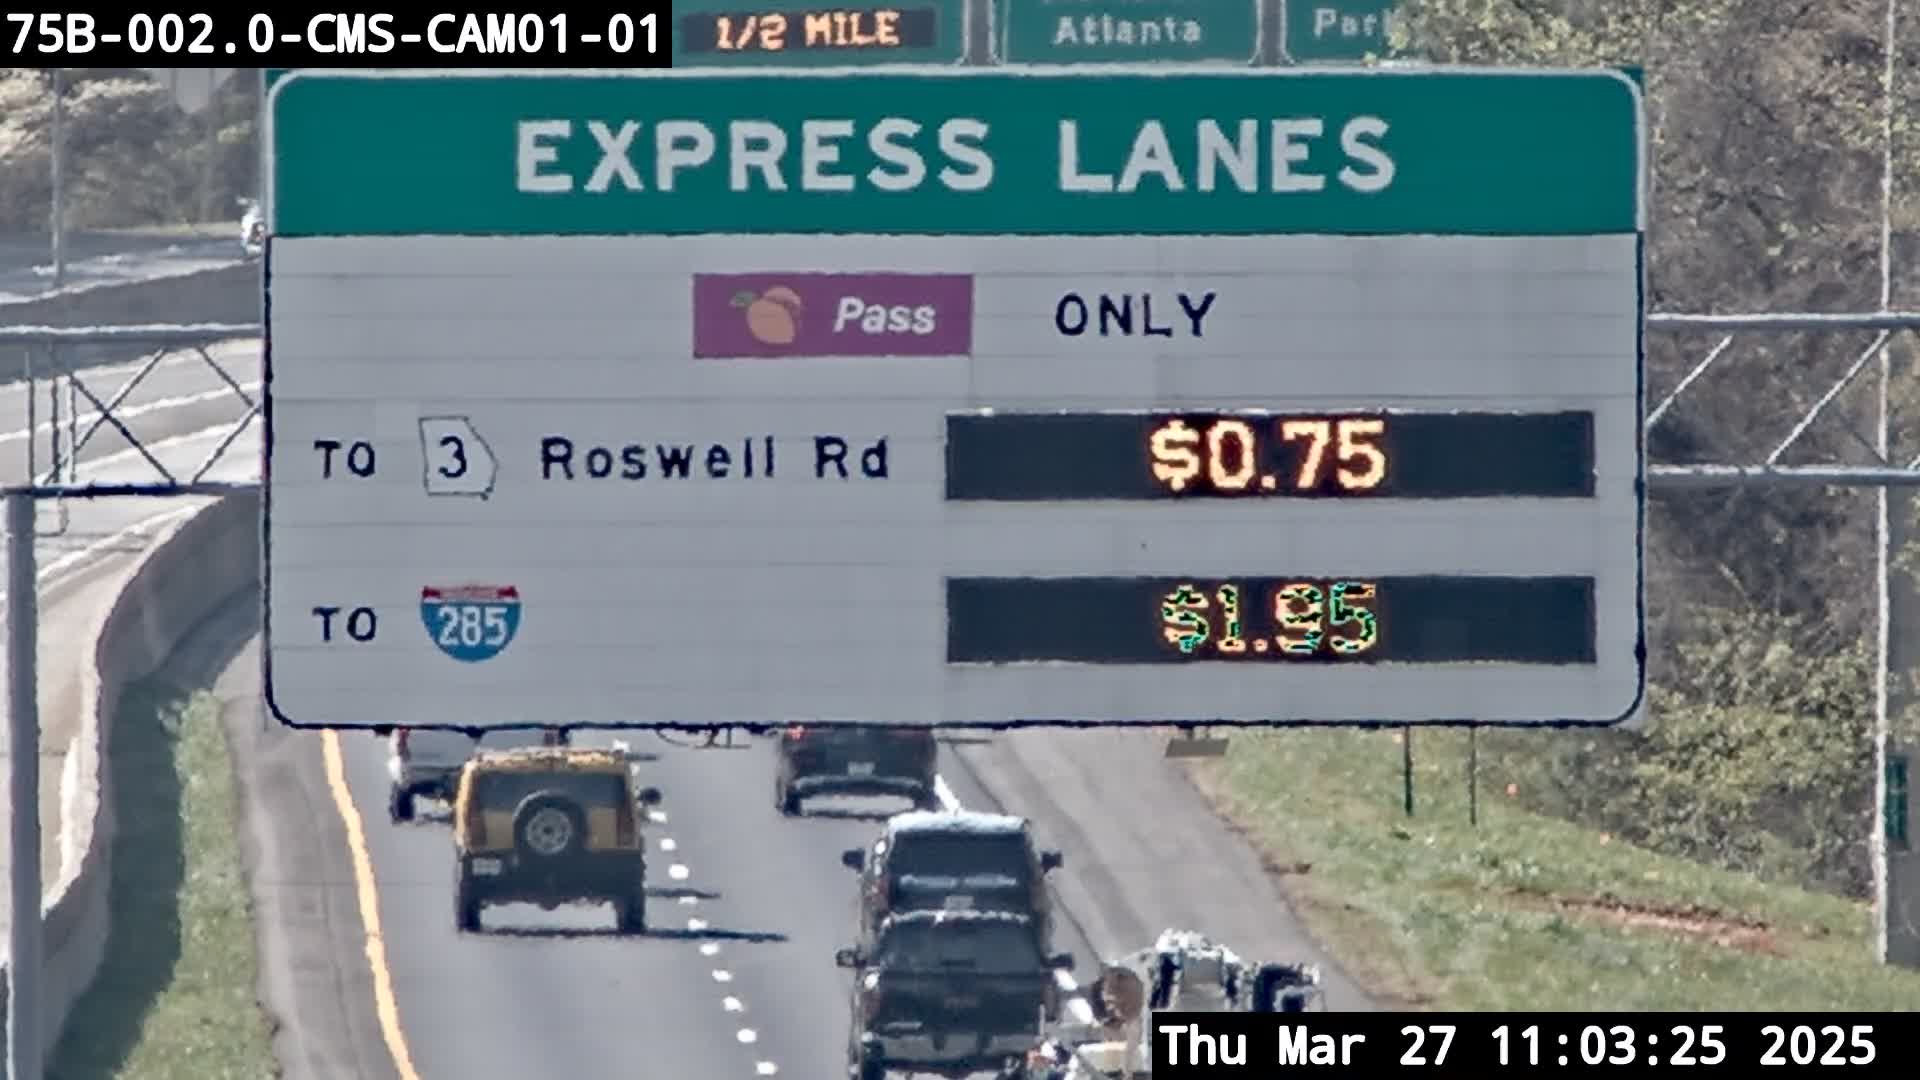 75B-002.0-CMS-CAM01-01
1/2 MILE
Atlanta
EXPRESS LANES
Pass ONLY
TO 3 Roswell Rd $0.75
TO 285 $1.95
Thu Mar 27 11:03:25 2025